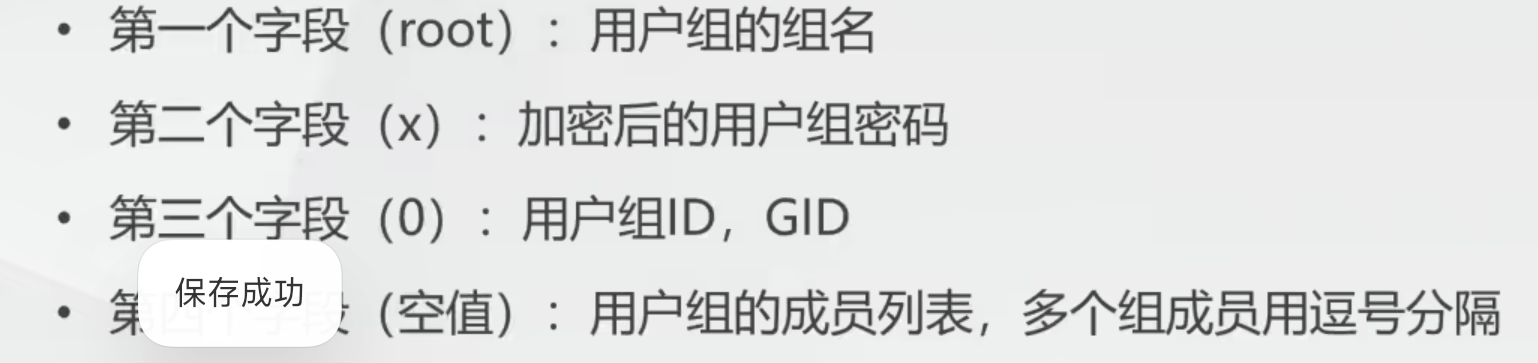 • 第一个字段（root）：用户组的组名
• 第二个字段（x）：加密后的用户组密码
• 第三个字段（0）：用户组ID，GID
保存成功
• 第四个字段（空值）：用户组的成员列表，多个组成员用逗号分隔